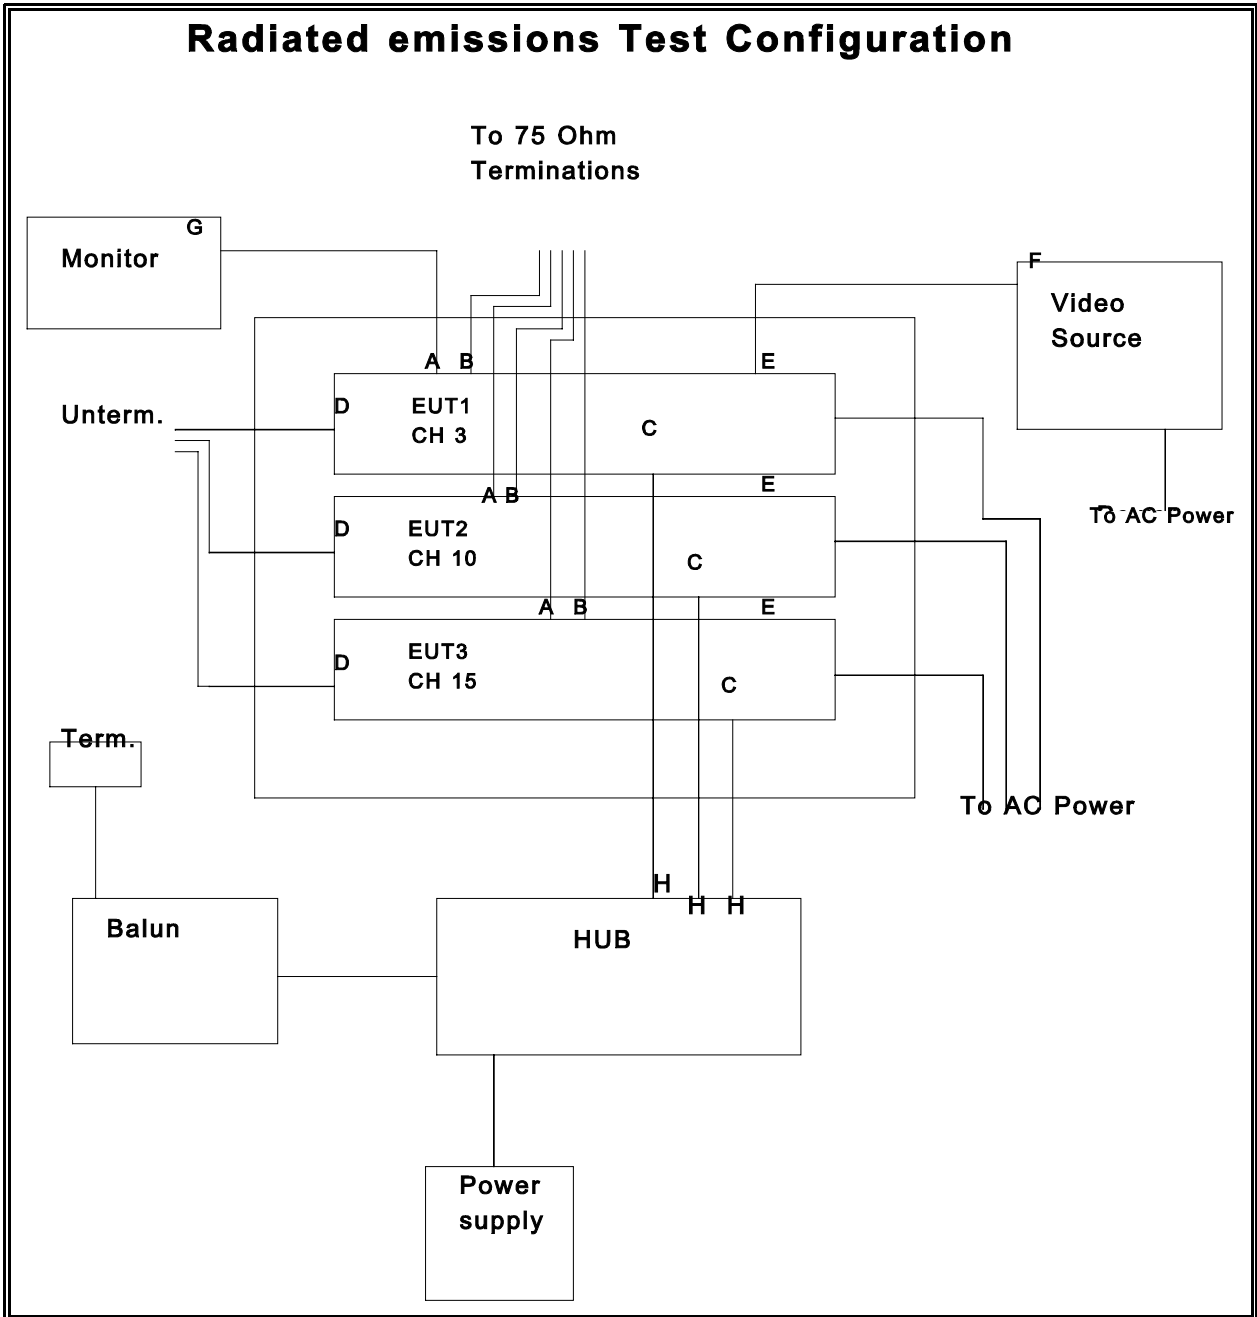 Radiated emissions Test Configuration
To 75 Ohm
Terminations
G
Monitor
F
Video
Source
A B E
Unterm.
D EUT1
CH 3
C
E
A B
To AC Power
D EUT2
CH 10
C
A B E
D EUT3
CH 15
C
Term.
To AC Power
H
H H
Balun
HUB
Power
supply